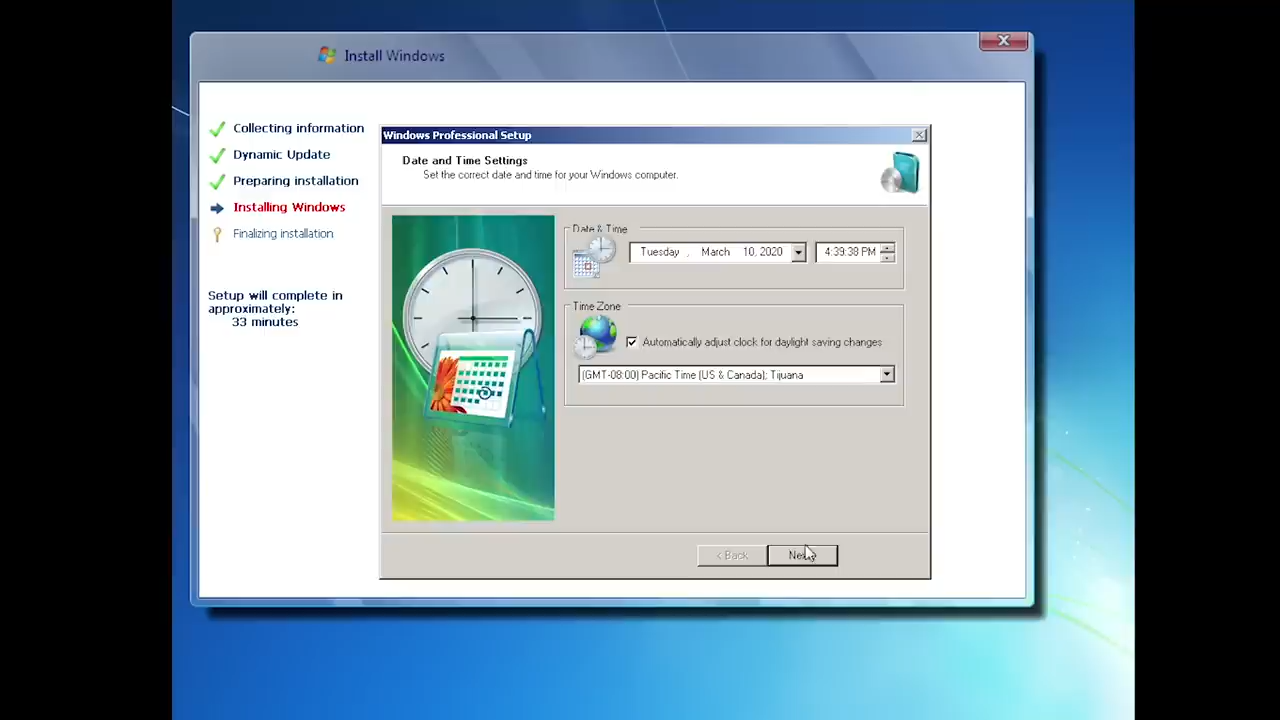 Install Windows
Collecting information
Dynamic Update
Preparing installation
Installing Windows
Finalizing installation
Setup will complete in
approximately:
33 minutes
Windows Professional Setup
Date and Time Settings
Set the correct date and time for your Windows computer.
Date & Time
Tuesday , March 10, 2020
4:39:38 PM
Time Zone
Automatically adjust clock for daylight saving changes
(GMT-08:00) Pacific Time (US & Canada); Tijuana
< Back